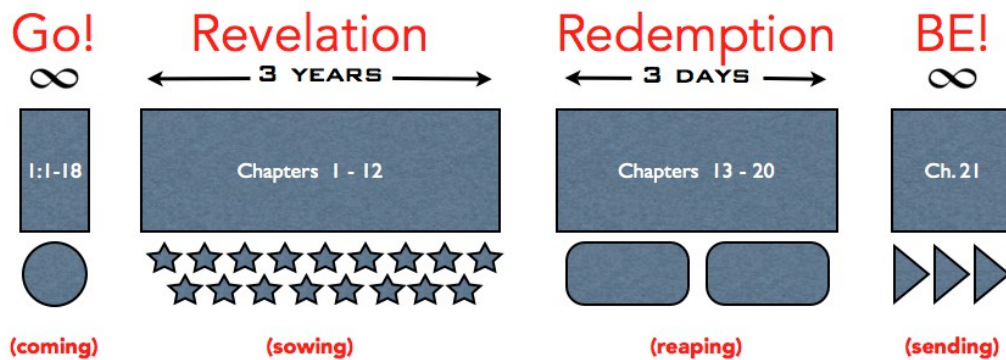 Go! Revelation Redemption BE!
∞ 3 YEARS 3 DAYS ∞
1:1-18 Chapters 1 - 12 Chapters 13 - 20 Ch. 21
(coming) (sowing) (reaping) (sending)